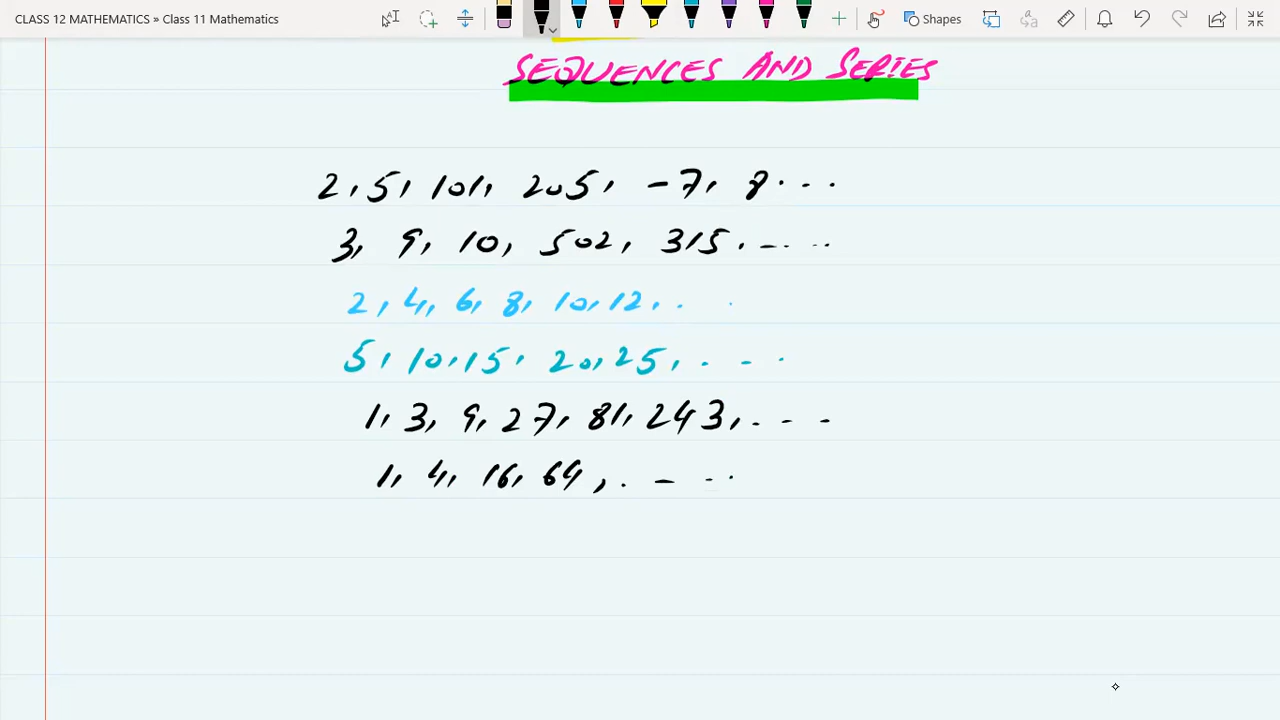 CLASS 12 MATHEMATICS » Class 11 Mathematics
Shapes
SEQUENCES AND SERIES
2, 5, 101, 205, -7, 8....
3, 9, 10, 502, 315, ....
2, 4, 6, 8, 10, 12, . .
5, 10, 15, 20, 25, . - .
1, 3, 9, 27, 81, 243, . - - -
1, 4, 16, 64, . - - .